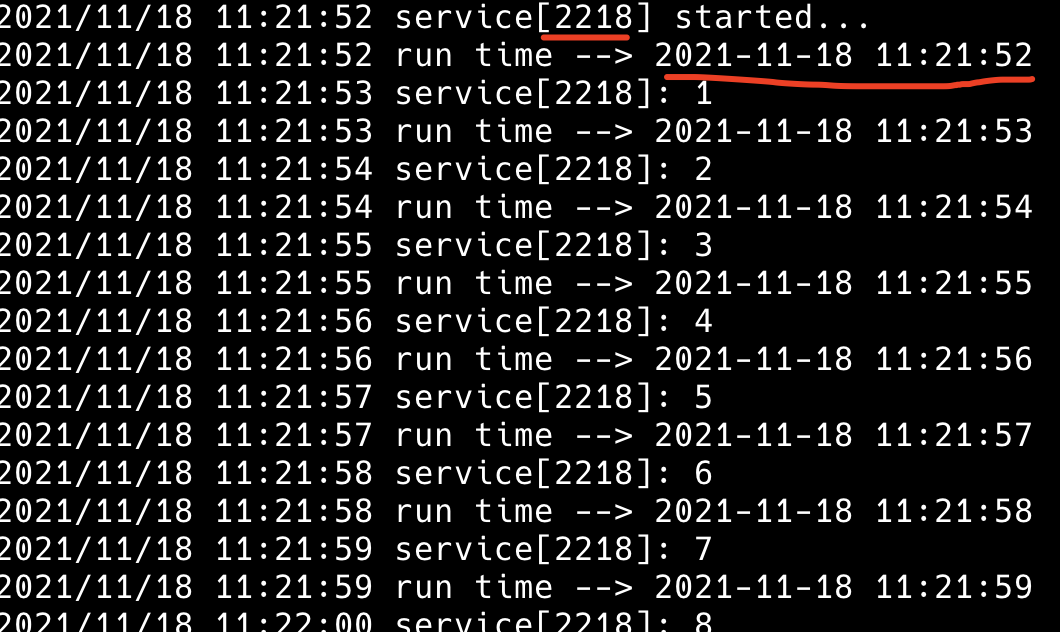 2021/11/18 11:21:52 service[2218] started...
2021/11/18 11:21:52 run time --> 2021-11-18 11:21:52
2021/11/18 11:21:53 service[2218]: 1
2021/11/18 11:21:53 run time --> 2021-11-18 11:21:53
2021/11/18 11:21:54 service[2218]: 2
2021/11/18 11:21:54 run time --> 2021-11-18 11:21:54
2021/11/18 11:21:55 service[2218]: 3
2021/11/18 11:21:55 run time --> 2021-11-18 11:21:55
2021/11/18 11:21:56 service[2218]: 4
2021/11/18 11:21:56 run time --> 2021-11-18 11:21:56
2021/11/18 11:21:57 service[2218]: 5
2021/11/18 11:21:57 run time --> 2021-11-18 11:21:57
2021/11/18 11:21:58 service[2218]: 6
2021/11/18 11:21:58 run time --> 2021-11-18 11:21:58
2021/11/18 11:21:59 service[2218]: 7
2021/11/18 11:21:59 run time --> 2021-11-18 11:21:59
2021/11/18 11:22:00 service[2218]: 8